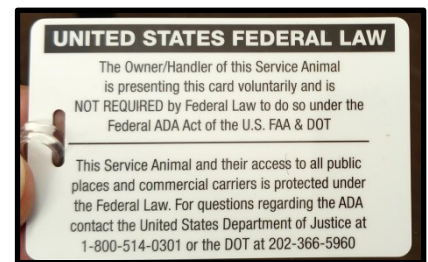 UNITED STATES FEDERAL LAW
The Owner/Handler of this Service Animal
is presenting this card voluntarily and is
NOT REQUIRED by Federal Law to do so under the
Federal ADA Act of the U.S. FAA & DOT
This Service Animal and their access to all public
places and commercial carriers is protected under
the Federal Law. For questions regarding the ADA
contact the United States Department of Justice at
1-800-514-0301 or the DOT at 202-366-5960